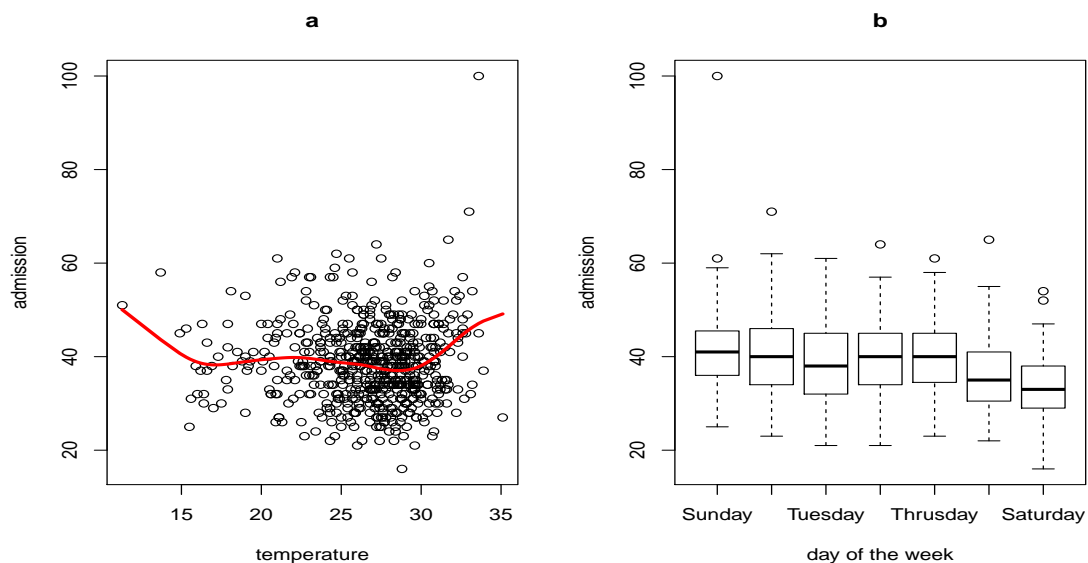 a
admission
100
80
60
40
20
15 20 25 30 35
temperature
b
admission
100
80
60
40
20
Sunday Tuesday Thrusday Saturday
day of the week